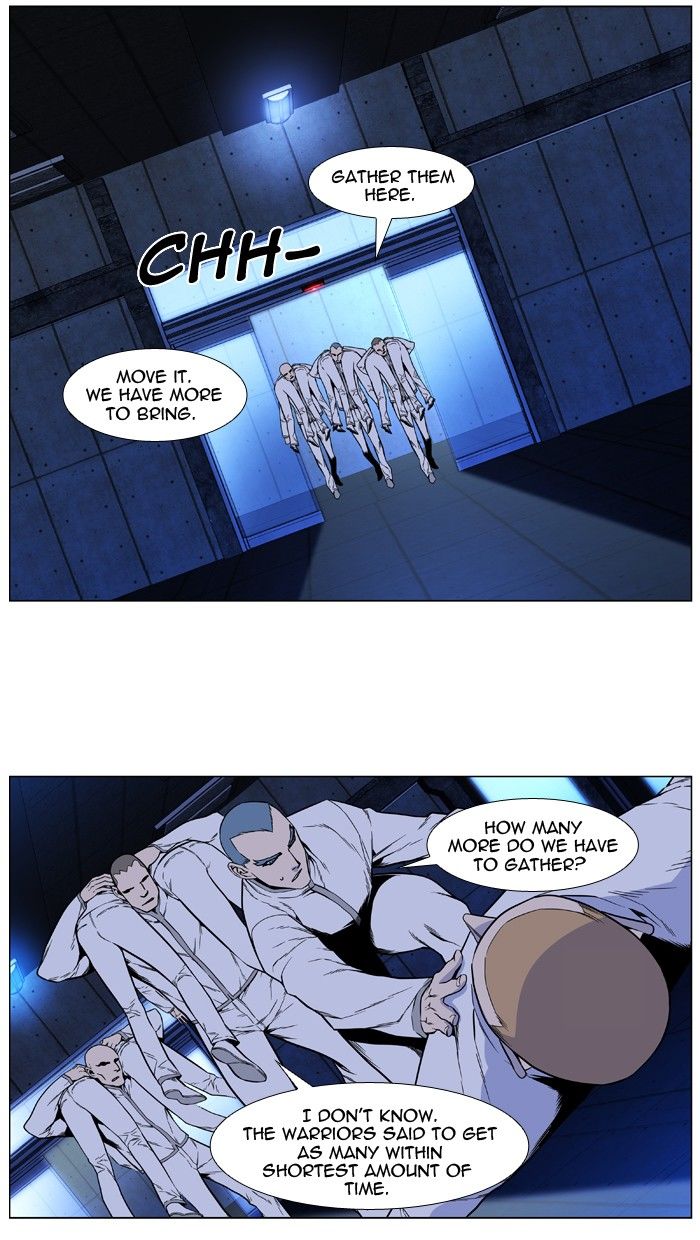 GATHER THEM
HERE.
CHH-
MOVE IT.
WE HAVE MORE
TO BRING.
HOW MANY
MORE DO WE HAVE
TO GATHER?
I DON'T KNOW.
THE WARRIORS SAID TO GET
AS MANY WITHIN
SHORTEST AMOUNT OF
TIME.